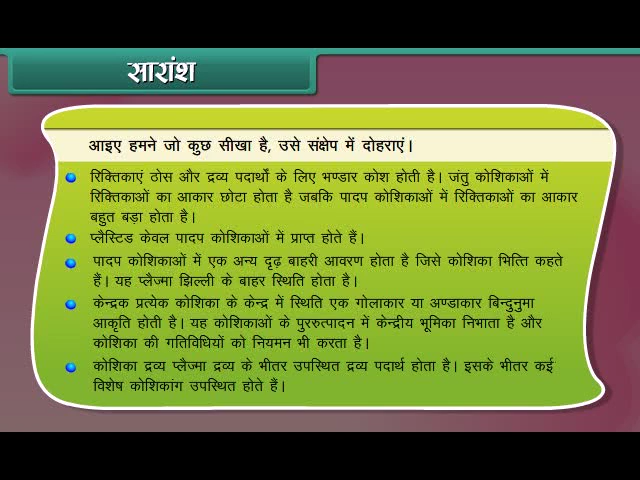 सारांश
आइए हमने जो कुछ सीखा है, उसे संक्षेप में दोहराएं।
रिक्तिकाएं ठोस और द्रव्य पदार्थों के लिए भण्डार कोश होती है। जंतु कोशिकाओं में
रिक्तिकाओं का आकार छोटा होता है जबकि पादप कोशिकाओं में रिक्तिकाओं का आकार
बहुत बड़ा होता है।
प्लैस्टिड केवल पादप कोशिकाओं में प्राप्त होते हैं।
पादप कोशिकाओं में एक अन्य दृढ़ बाहरी आवरण होता है जिसे कोशिका भित्ति कहते
हैं। यह प्लैज्मा झिल्ली के बाहर स्थिति होता है।
केन्द्रक प्रत्येक कोशिका के केन्द्र में स्थिति एक गोलाकार या अण्डाकार बिन्दुनुमा
आकृति होती है। यह कोशिकाओं के पुररुत्पादन में केन्द्रीय भूमिका निभाता है और
कोशिका की गतिविधियों को नियमन भी करता है।
कोशिका द्रव्य प्लैज्मा द्रव्य के भीतर उपस्थित द्रव्य पदार्थ होता है। इसके भीतर कई
विशेष कोशिकांग उपस्थित होते हैं।